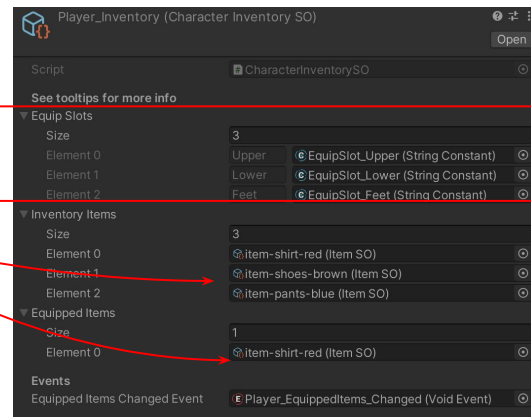 Player_Inventory (Character Inventory SO)
Open
Script CharacterInventorySO
See tooltips for more info
Equip Slots
Size 3
Element 0 Upper EquipSlot_Upper (String Constant)
Element 1 Lower EquipSlot_Lower (String Constant)
Element 2 Feet EquipSlot_Feet (String Constant)
Inventory Items
Size 3
Element 0 item-shirt-red (Item SO)
Element 1 item-shoes-brown (Item SO)
Element 2 item-pants-blue (Item SO)
Equipped Items
Size 1
Element 0 item-shirt-red (Item SO)
Events
Equipped Items Changed Event Player_EquippedItems_Changed (Void Event)